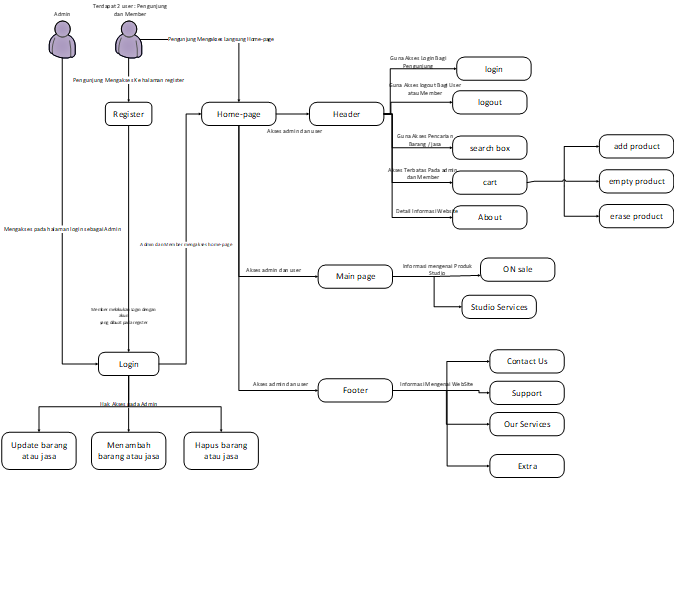 Terdapat 2 user : Pengunjung
dan Member
Admin
Pengunjung Mengakses Langsung Home-page
Guna Akses Login Bagi
Pengunjung
login
Pengunjung Mengakses Ke halaman register
Guna Akses logout Bagi User
atau Member
logout
Register
Home-page
Header
Akses admin dan user
Guna Akses Pencarian
Barang / Jasa
search box
add product
Akses Terbatas Pada admin
dan Member
cart
empty product
Detail Informasi Website
About
erase product
Mengakses pada halaman login sebagai Admin
Admin dan Member mengakses home-page
Akses admin dan user
Main page
Informasi mengenai Produk
Studio
ON sale
Studio Services
Member melakukan Login dengan
akun
yang dibuat pada register
Login
Contact Us
Akses admin dan user
Footer
Informasi Mengenai WebSite
Support
Hak Akses pada Admin
Our Services
Update barang
atau jasa
Menambah
barang atau jasa
Hapus barang
atau jasa
Extra